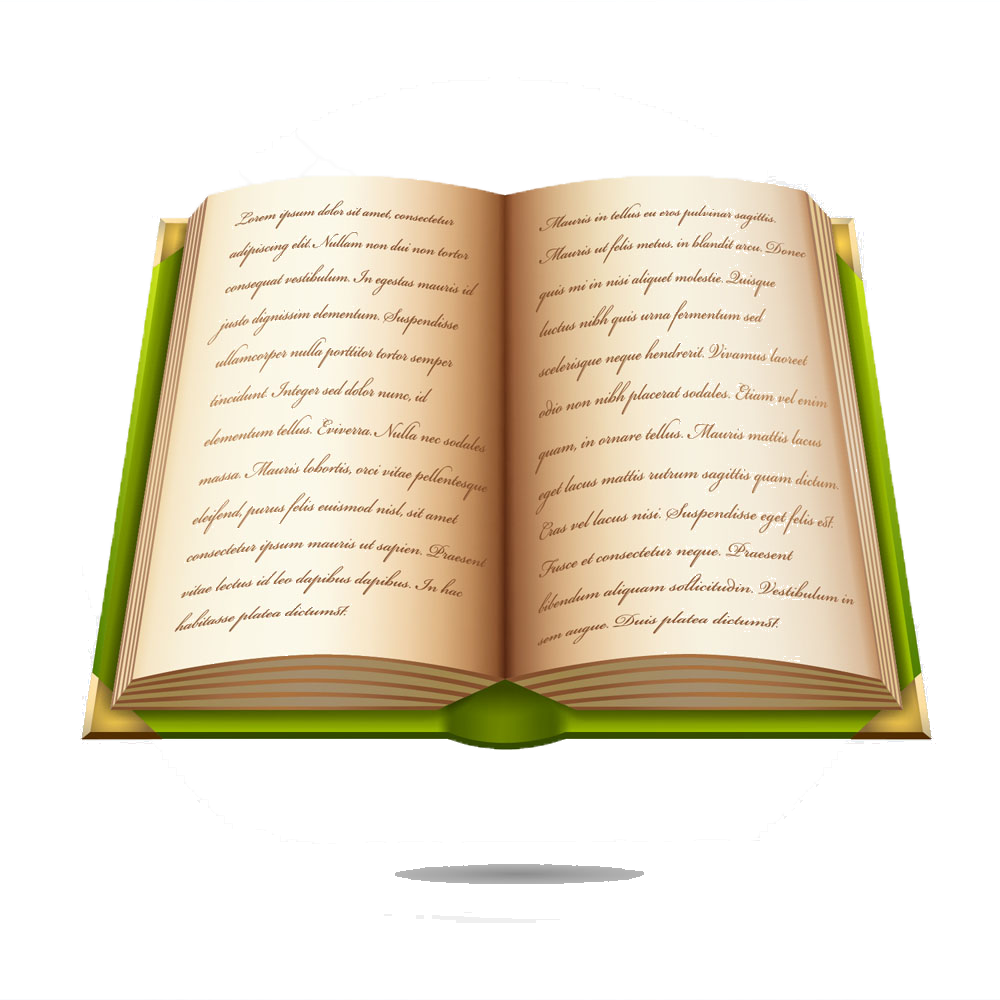 Lorem ipsum dolor sit amet, consectetur
adipiscing elit. Nullam non dui non tortor
consequat vestibulum. In egestas mauris id
justo dignissim elementum. Suspendisse
ullamcorper nulla porttitor tortor semper
tincidunt. Integer sed dolor nunc, id
elementum tellus. Eviverra. Nulla nec sodales
massa. Mauris lobortis, orci vitae pellentesque
eleifend, purus felis euismod nisl, sit amet
consectetur ipsum mauris ut sapien. Praesent
vitae lectus id leo dapibus dapibus. In hac
habitasse platea dictumst.
Mauris in tellus eu eros pulvinar sagittis.
Mauris ut felis metus, in blandit arcu. Donec
quis mi in nisi aliquet molestie. Quisque
luctus nibh quis urna fermentum sed
scelerisque neque hendrerit. Vivamus laoreet
odio non nibh placerat sodales. Etiam vel enim
quam, in ornare tellus. Mauris mattis lacus
eget lacus mattis rutrum sagittis quam dictum.
Cras vel lacus nisi. Suspendisse eget felis est.
Fusce et consectetur neque. Praesent
bibendum aliquam sollicitudin. Vestibulum in
sem augue. Duis platea dictumst.